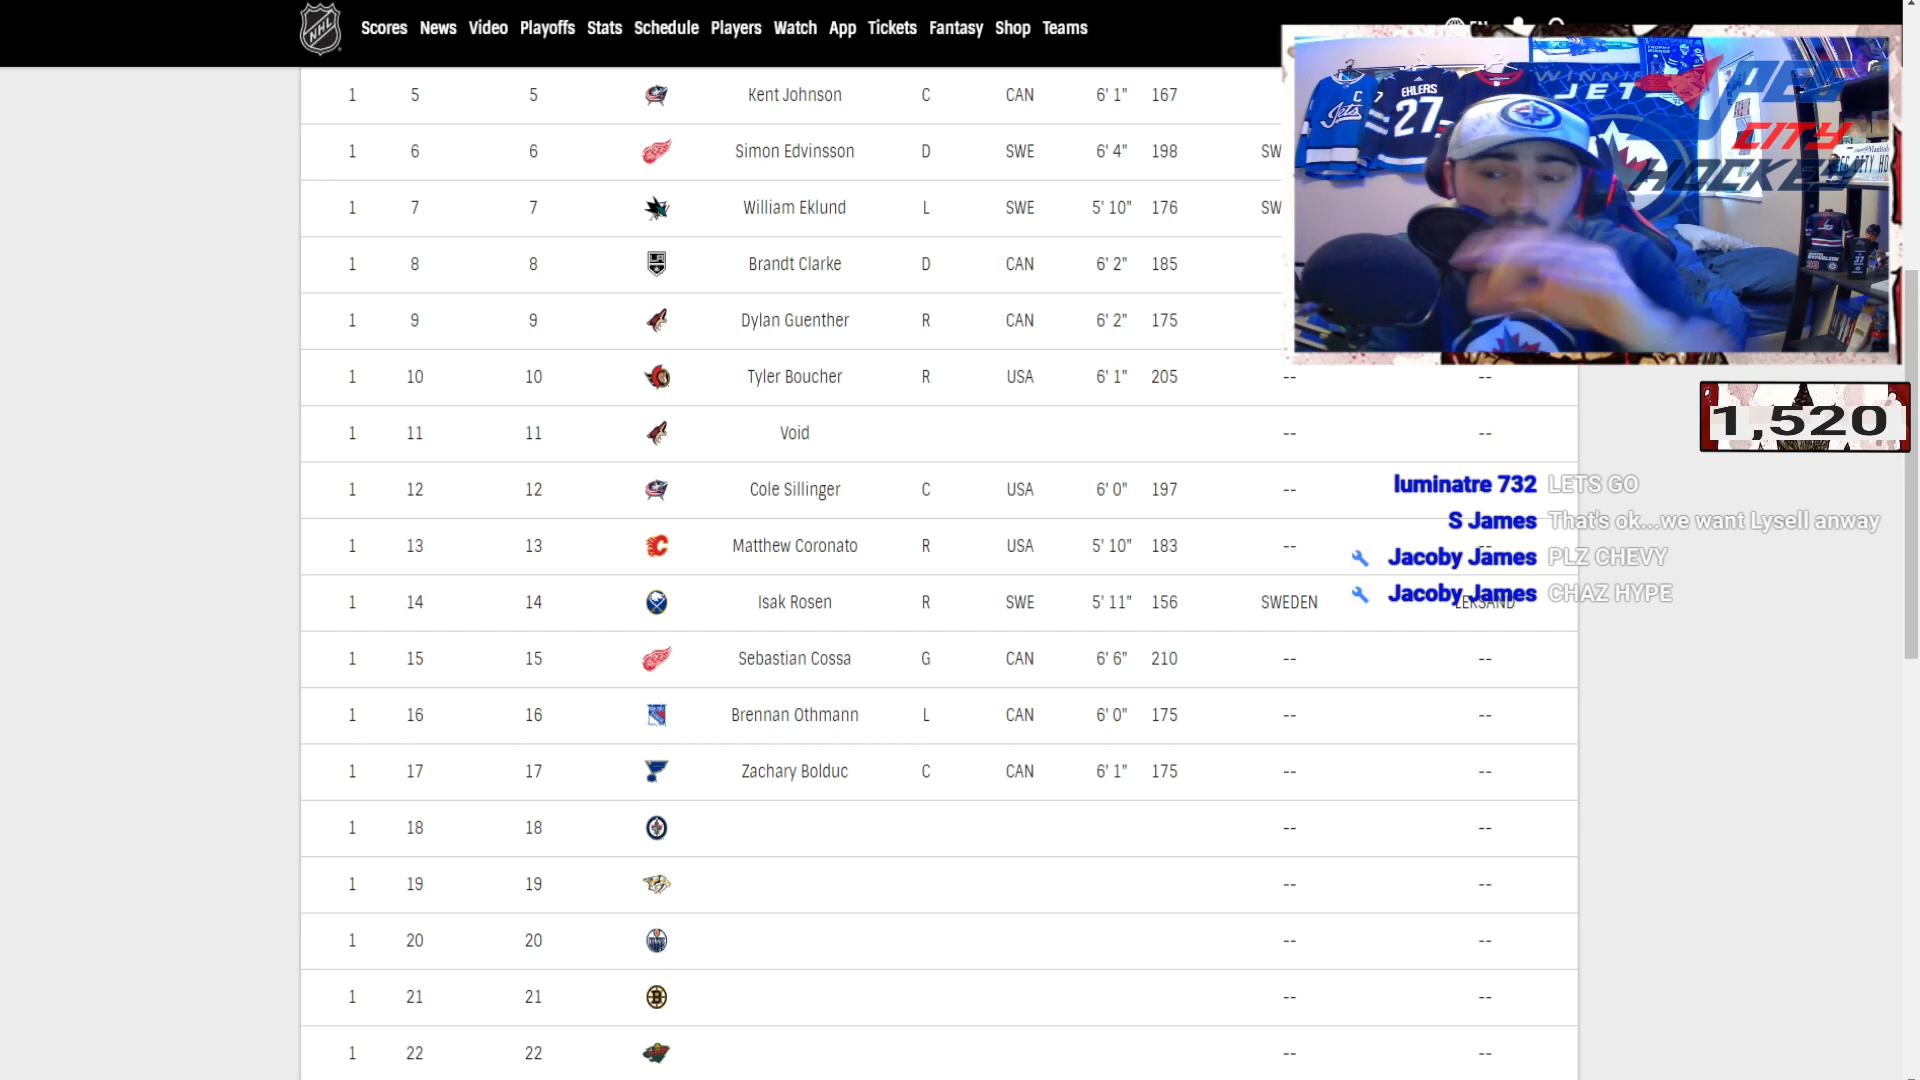 NHL Scores News Video Playoffs Stats Schedule Players Watch App Tickets Fantasy Shop Teams EN
1 5 5 Kent Johnson C CAN 6' 1" 167
1 6 6 Simon Edvinsson D SWE 6' 4" 198 SW
1 7 7 William Eklund L SWE 5' 10" 176 SW
1 8 8 Brandt Clarke D CAN 6' 2" 185
1 9 9 Dylan Guenther R CAN 6' 2" 175
1 10 10 Tyler Boucher R USA 6' 1" 205 -- --
1 11 11 Void -- --
1 12 12 Cole Sillinger C USA 6' 0" 197 -- --
1 13 13 Matthew Coronato R USA 5' 10" 183 -- --
1 14 14 Isak Rosen R SWE 5' 11" 156 SWEDEN
1 15 15 Sebastian Cossa G CAN 6' 6" 210 -- --
1 16 16 Brennan Othmann L CAN 6' 0" 175 -- --
1 17 17 Zachary Bolduc C CAN 6' 1" 175 -- --
1 18 18 -- --
1 19 19 -- --
1 20 20 -- --
1 21 21 -- --
1 22 22 -- --
EHLERS
27
C
Jets
JET
PEG
CITY
HOCKEY
1,520
luminatre 732 LETS GO
S James That's ok...we want Lysell anway
Jacoby James PLZ CHEVY
Jacoby James CHAZ HYPE